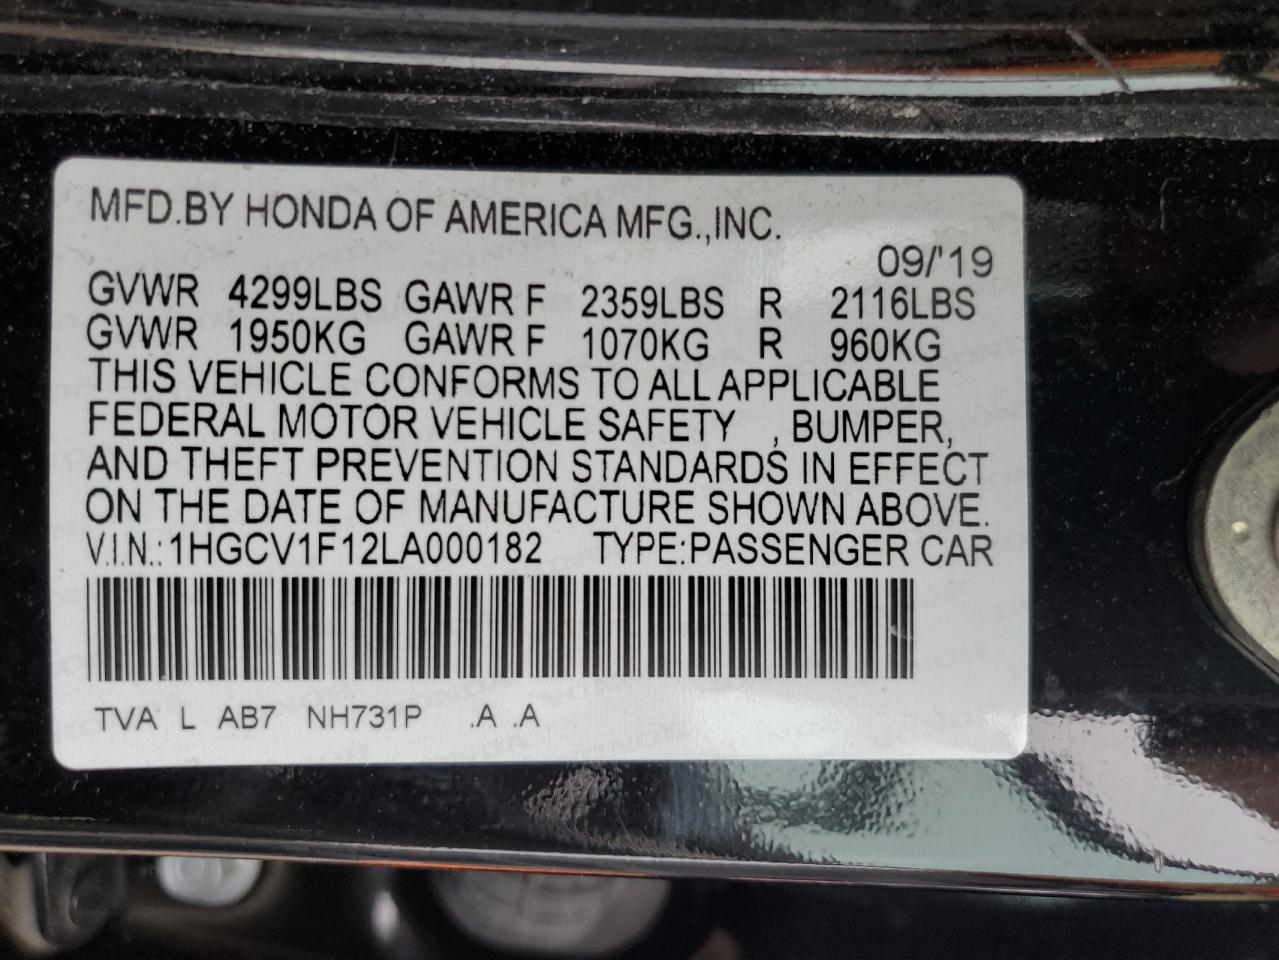 MFD.BY HONDA OF AMERICA MFG.,INC.
09/'19
GVWR 4299LBS GAWR F 2359LBS R 2116LBS
GVWR 1950KG GAWR F 1070KG R 960KG
THIS VEHICLE CONFORMS TO ALL APPLICABLE
FEDERAL MOTOR VEHICLE SAFETY , BUMPER,
AND THEFT PREVENTION STANDARDS IN EFFECT
ON THE DATE OF MANUFACTURE SHOWN ABOVE.
V.I.N.:1HGCV1F12LA000182 TYPE:PASSENGER CAR
TVA L AB7 NH731P .A .A